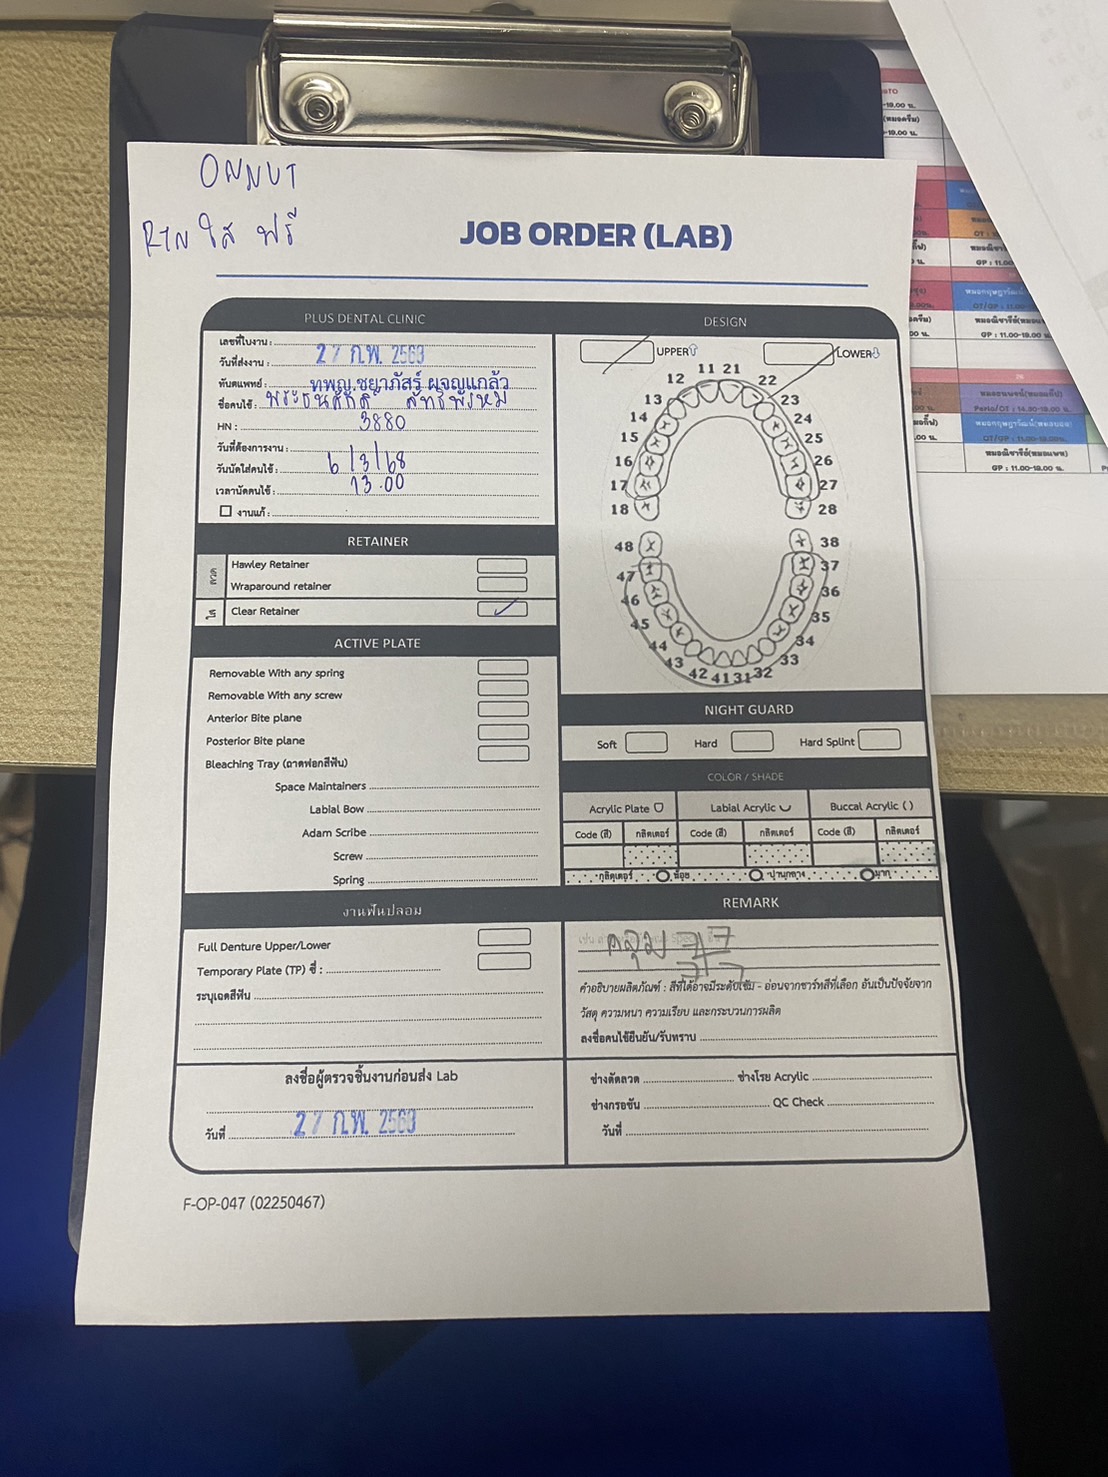 ONNUT
RTN ใส ฟรี
JOB ORDER (LAB)
PLUS DENTAL CLINIC
เลขที่ใบงาน :
วันที่ส่งงาน : 27 ก.พ. 2568
ทันตแพทย์ : ทพญ.ชยาภัสร์ ผจญแกล้ว
ชื่อคนไข้ : พระธนศักดิ์ สิทธิพรหม
HN : 3880
วันที่ต้องการงาน :
วันนัดใส่คนไข้ : 6/3/68
เวลานัดคนไข้ : 13.00
งานแก้ :
DESIGN
UPPER
LOWER
11 21
12 22
13 23
14 24
15 25
16 26
17 27
18 28
48 38
47 37
46 36
45 35
44 34
43 33
42 41 31 32
RETAINER
ลวด
Hawley Retainer
Wraparound retainer
ใส
Clear Retainer
ACTIVE PLATE
Removable With any spring
Removable With any screw
Anterior Bite plane
Posterior Bite plane
Bleaching Tray (ถาดฟอกสีฟัน)
Space Maintainers
Labial Bow
Adam Scribe
Screw
Spring
NIGHT GUARD
Soft Hard Hard Splint
COLOR / SHADE
Acrylic Plate Labial Acrylic Buccal Acrylic ( )
Code (สี) กลิตเตอร์ Code (สี) กลิตเตอร์ Code (สี) กลิตเตอร์
กลิตเตอร์ น้อย ปานกลาง มาก
งานฟันปลอม
Full Denture Upper/Lower
Temporary Plate (TP) ซี่ :
ระบุเฉดสีฟัน
REMARK
คลุม 7|7
7|7
คำอธิบายผลิตภัณฑ์ : สีที่ได้อาจมีระดับเข้ม - อ่อนจากชาร์ทสีที่เลือก อันเป็นปัจจัยจาก
วัสดุ ความหนา ความเรียบ และกระบวนการผลิต
ลงชื่อคนไข้ยืนยัน/รับทราบ
ลงชื่อผู้ตรวจชิ้นงานก่อนส่ง Lab
วันที่ 27 ก.พ. 2568
ช่างดัดลวด ช่างโรย Acrylic
ช่างกรอขัน QC Check
วันที่
F-OP-047 (02250467)